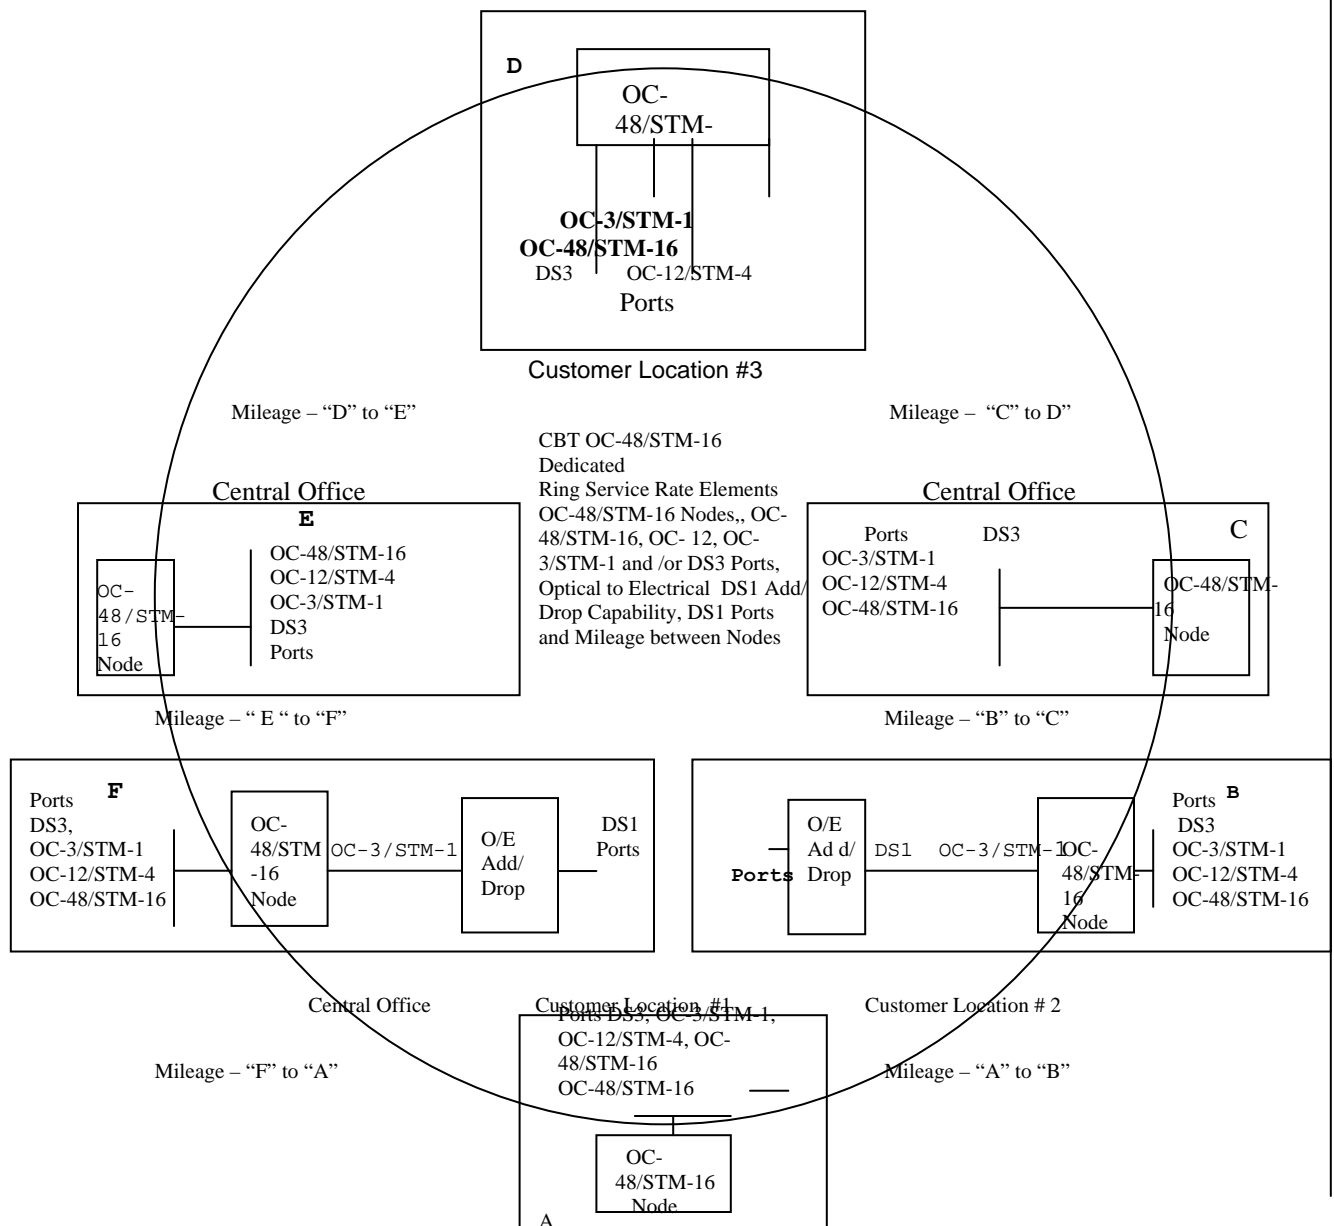 D
OC-
48/STM-
OC-3/STM-1
OC-48/STM-16
DS3 OC-12/STM-4
Ports
Customer Location #3
Mileage – “D” to “E”
Mileage – “C” to D”
CBT OC-48/STM-16
Dedicated
Ring Service Rate Elements
OC-48/STM-16 Nodes,, OC-
48/STM-16, OC- 12, OC-
3/STM-1 and /or DS3 Ports,
Optical to Electrical DS1 Add/
Drop Capability, DS1 Ports
and Mileage between Nodes
Central Office
E
OC-
48/STM-
16
Node
OC-48/STM-16
OC-12/STM-4
OC-3/STM-1
DS3
Ports
Central Office
C
Ports DS3
OC-3/STM-1
OC-12/STM-4
OC-48/STM-16
OC-48/STM-
16
Node
Mileage – “ E “ to “F”
Mileage – “B” to “C”
F
Ports
DS3,
OC-3/STM-1
OC-12/STM-4
OC-48/STM-16
OC-
48/STM
-16
Node
OC-3/STM-1
O/E
Add/
Drop
DS1
Ports
Ports
O/E
Ad d/
Drop
DS1 OC-3/STM-1
OC-
48/STM-
16
Node
Ports B
DS3
OC-3/STM-1
OC-12/STM-4
OC-48/STM-16
Central Office
Customer Location #1
Customer Location # 2
Ports DS3, OC-3/STM-1,
OC-12/STM-4, OC-
48/STM-16
OC-48/STM-16
Mileage – “F” to “A”
Mileage – “A” to “B”
OC-
48/STM-16
Node
A